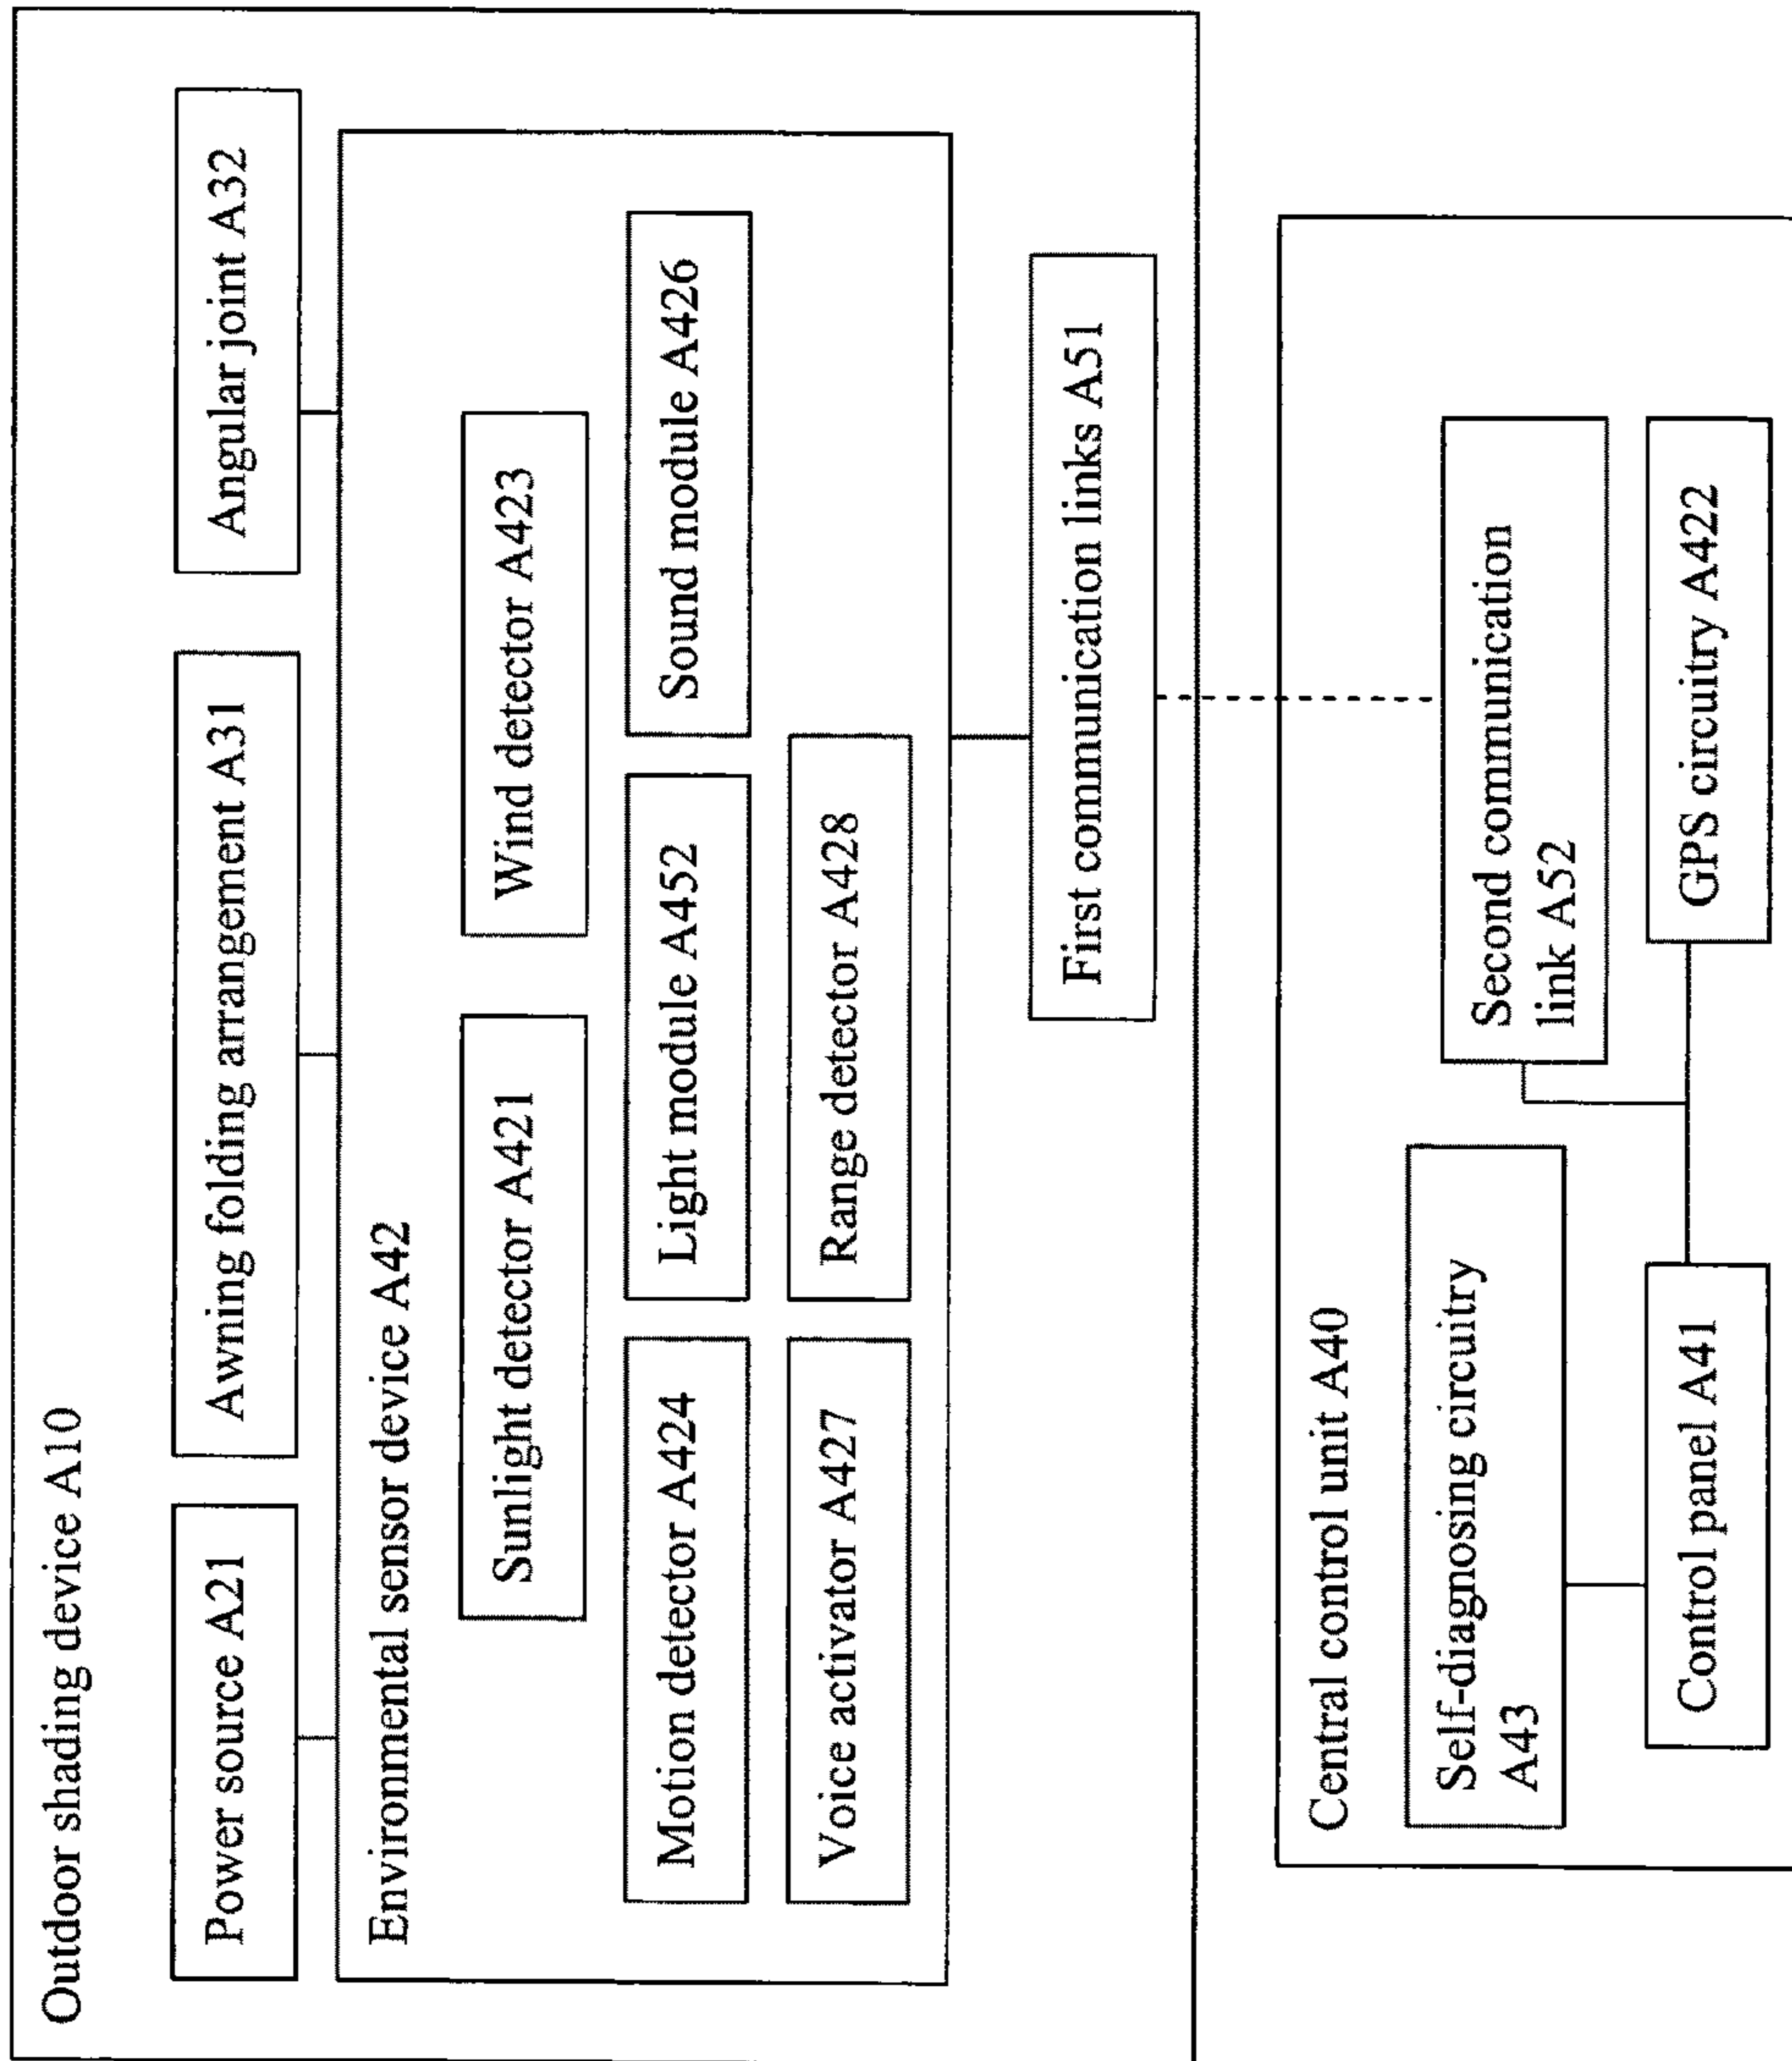 Outdoor shading device A10
Power source A21
Awning folding arrangement A31
Angular joint A32
Environmental sensor device A42
Sunlight detector A421
Wind detector A423
Motion detector A424
Light module A452
Sound module A426
Voice activator A427
Range detector A428
First communication links A51
Central control unit A40
Self-diagnosing circuitry
A43
Second communication
link A52
Control panel A41
GPS circuitry A422